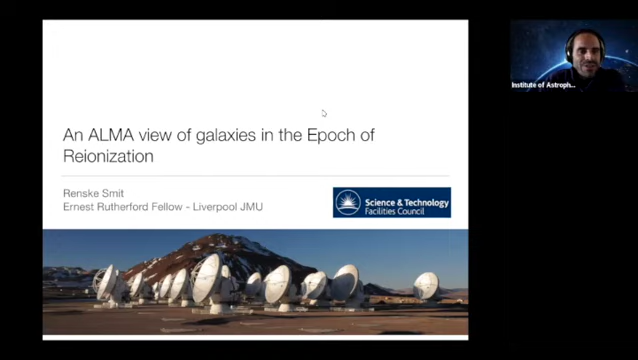 An ALMA view of galaxies in the Epoch of
Reionization
Renske Smit
Ernest Rutherford Fellow - Liverpool JMU
Science & Technology
Facilities Council
Institute of Astroph...